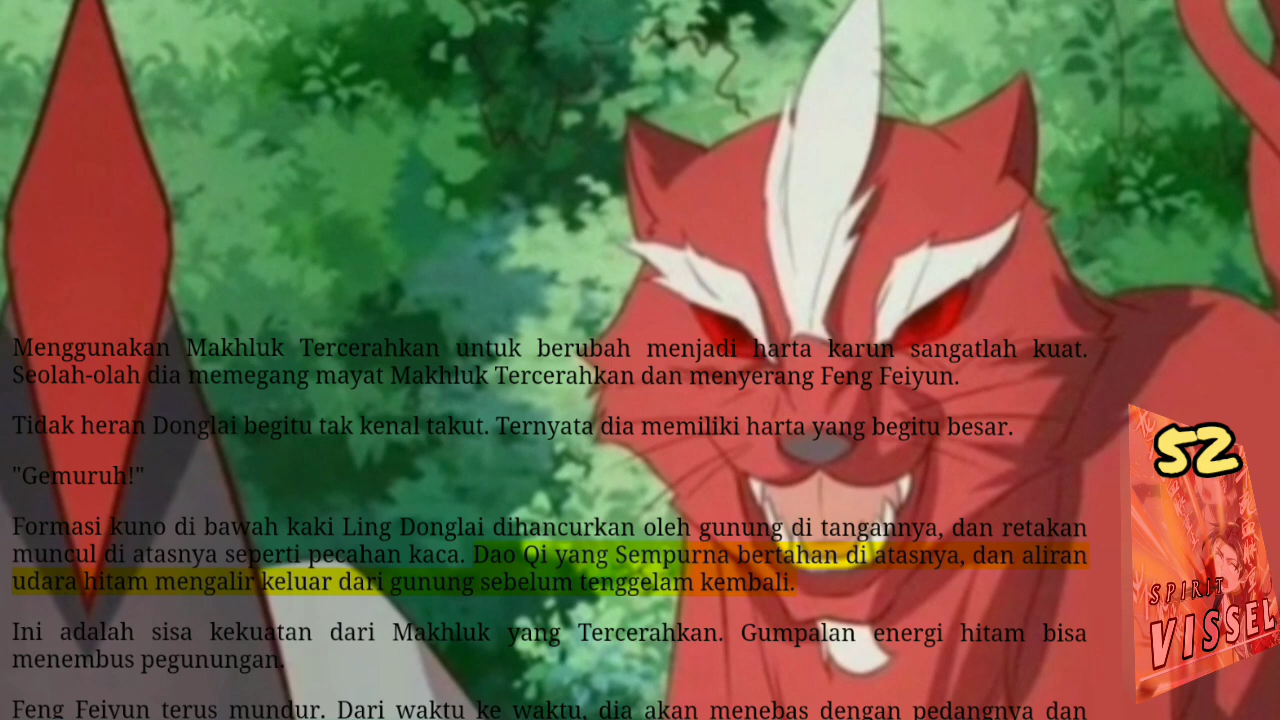 Menggunakan Makhluk Tercerahkan untuk berubah menjadi harta karun sangatlah kuat.
Seolah-olah dia memegang mayat Makhluk Tercerahkan dan menyerang Feng Feiyun.
Tidak heran Donglai begitu tak kenal takut. Ternyata dia memiliki harta yang begitu besar.
"Gemuruh!"
Formasi kuno di bawah kaki Ling Donglai dihancurkan oleh gunung di tangannya, dan retakan
muncul di atasnya seperti pecahan kaca. Dao Qi yang Sempurna bertahan di atasnya, dan aliran
udara hitam mengalir keluar dari gunung sebelum tenggelam kembali.
Ini adalah sisa kekuatan dari Makhluk yang Tercerahkan. Gumpalan energi hitam bisa
menembus pegunungan.
Feng Feiyun terus mundur. Dari waktu ke waktu, dia akan menebas dengan pedangnya dan
52
SPIRIT
VISSEL